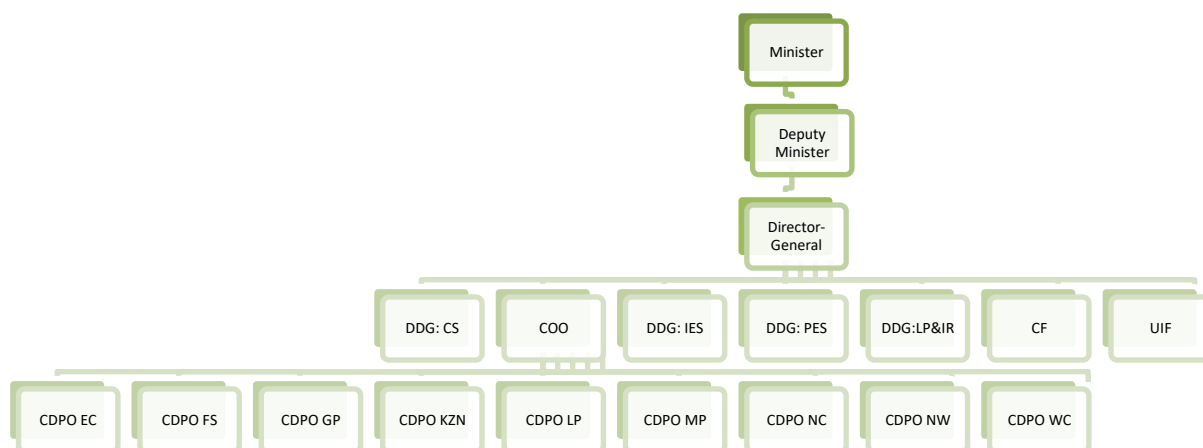 Minister
Deputy
Minister
Director-
General
DDG: CS
COO
DDG: IES
DDG: PES
DDG:LP&IR
CF
UIF
CDPO EC
CDPO FS
CDPO GP
CDPO KZN
CDPO LP
CDPO MP
CDPO NC
CDPO NW
CDPO WC